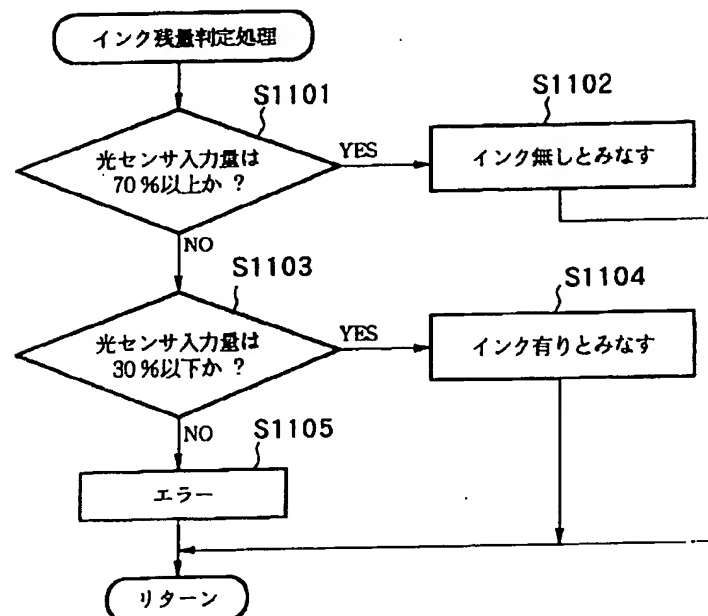 インク残量判定処理
S1101
光センサ入力量は
70%以上か?
YES
S1102
インク無しとみなす
NO
S1103
光センサ入力量は
30%以下か?
YES
S1104
インク有りとみなす
NO
S1105
エラー
リターン